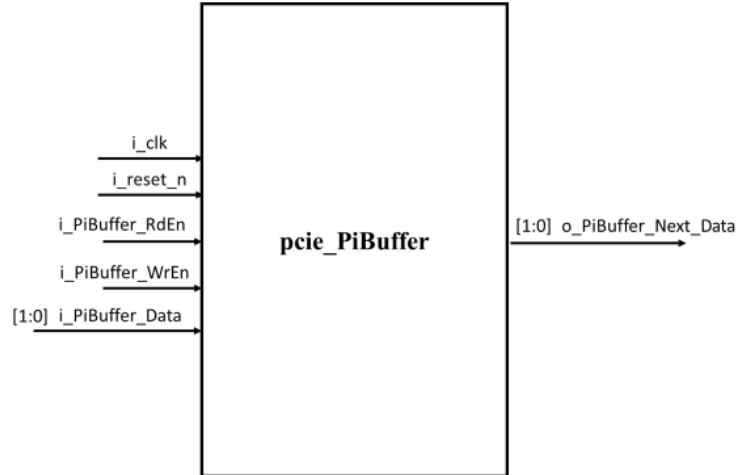 i_clk
i_reset_n
i_PiBuffer_RdEn
i_PiBuffer_WrEn
[1:0] i_PiBuffer_Data
pcie_PiBuffer
[1:0] o_PiBuffer_Next_Data